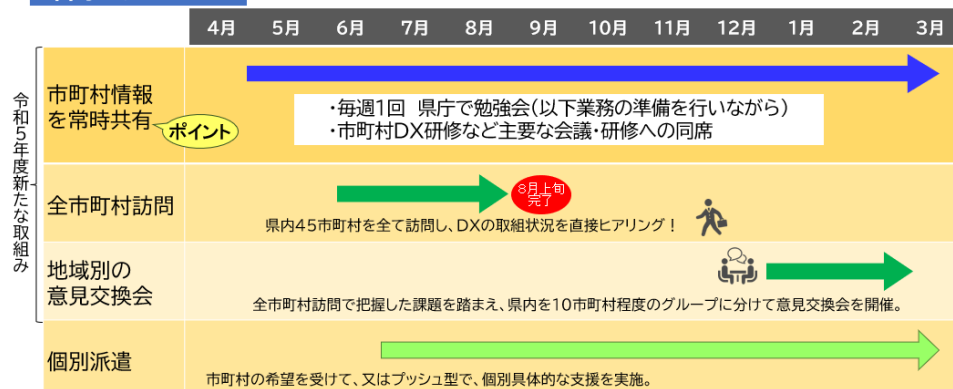 4月 5月 6月 7月 8月 9月 10月 11月 12月 1月 2月 3月
令和5年度新たな取組み
市町村情報
を常時共有
ポイント
・毎週1回 県庁で勉強会(以下業務の準備を行いながら)
・市町村DX研修など主要な会議・研修への同席
全市町村訪問
8月上旬
完了
県内45市町村を全て訪問し、DXの取組状況を直接ヒアリング!
地域別の
意見交換会
全市町村訪問で把握した課題を踏まえ、県内を10市町村程度のグループに分けて意見交換会を開催。
個別派遣
市町村の希望を受けて、又はプッシュ型で、個別具体的な支援を実施。